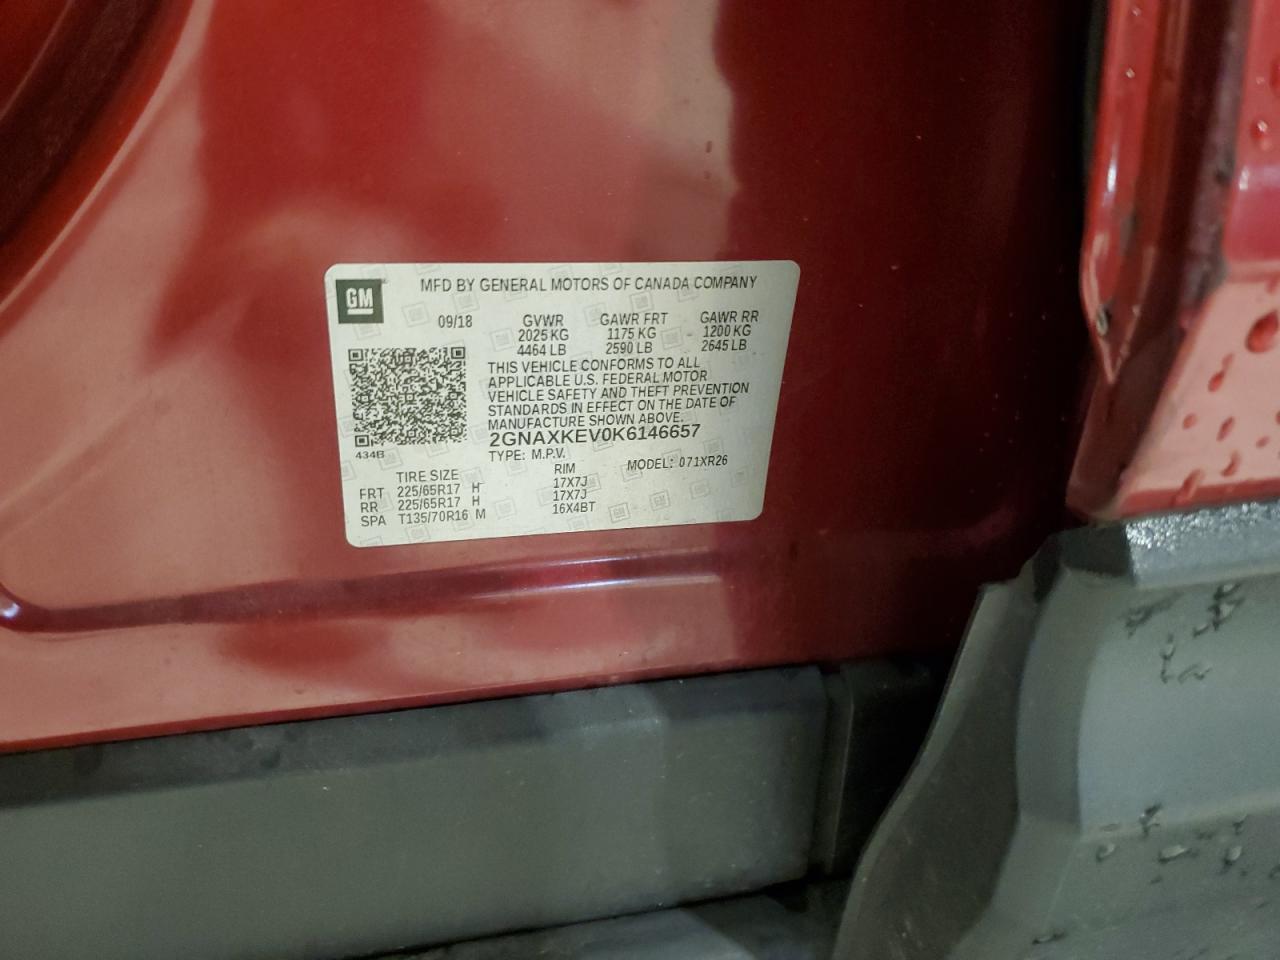 GM
MFD BY GENERAL MOTORS OF CANADA COMPANY
09/18 GVWR GAWR FRT GAWR RR
2025 KG 1175 KG 1200 KG
4464 LB 2590 LB 2645 LB
THIS VEHICLE CONFORMS TO ALL
APPLICABLE U.S. FEDERAL MOTOR
VEHICLE SAFETY AND THEFT PREVENTION
STANDARDS IN EFFECT ON THE DATE OF
MANUFACTURE SHOWN ABOVE.
2GNAXKEV0K6146657
434B
TYPE: M.P.V. MODEL: 071XR26
TIRE SIZE RIM
FRT 225/65R17 H 17X7J
RR 225/65R17 H 17X7J
SPA T135/70R16 M 16X4BT